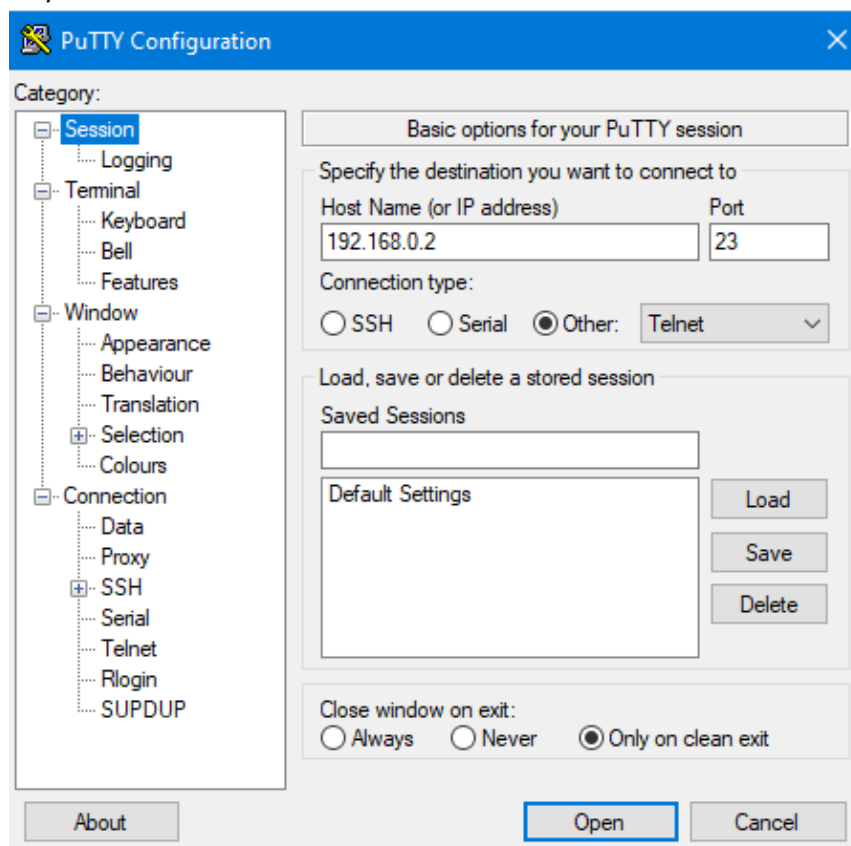 PuTTY Configuration
Category:
Session
Logging
Terminal
Keyboard
Bell
Features
Window
Appearance
Behaviour
Translation
Selection
Colours
Connection
Data
Proxy
SSH
Serial
Telnet
Rlogin
SUPDUP
Basic options for your PuTTY session
Specify the destination you want to connect to
Host Name (or IP address) Port
192.168.0.2 23
Connection type:
SSH Serial Other: Telnet
Load, save or delete a stored session
Saved Sessions
Default Settings
Load
Save
Delete
Close window on exit:
Always Never Only on clean exit
About Open Cancel